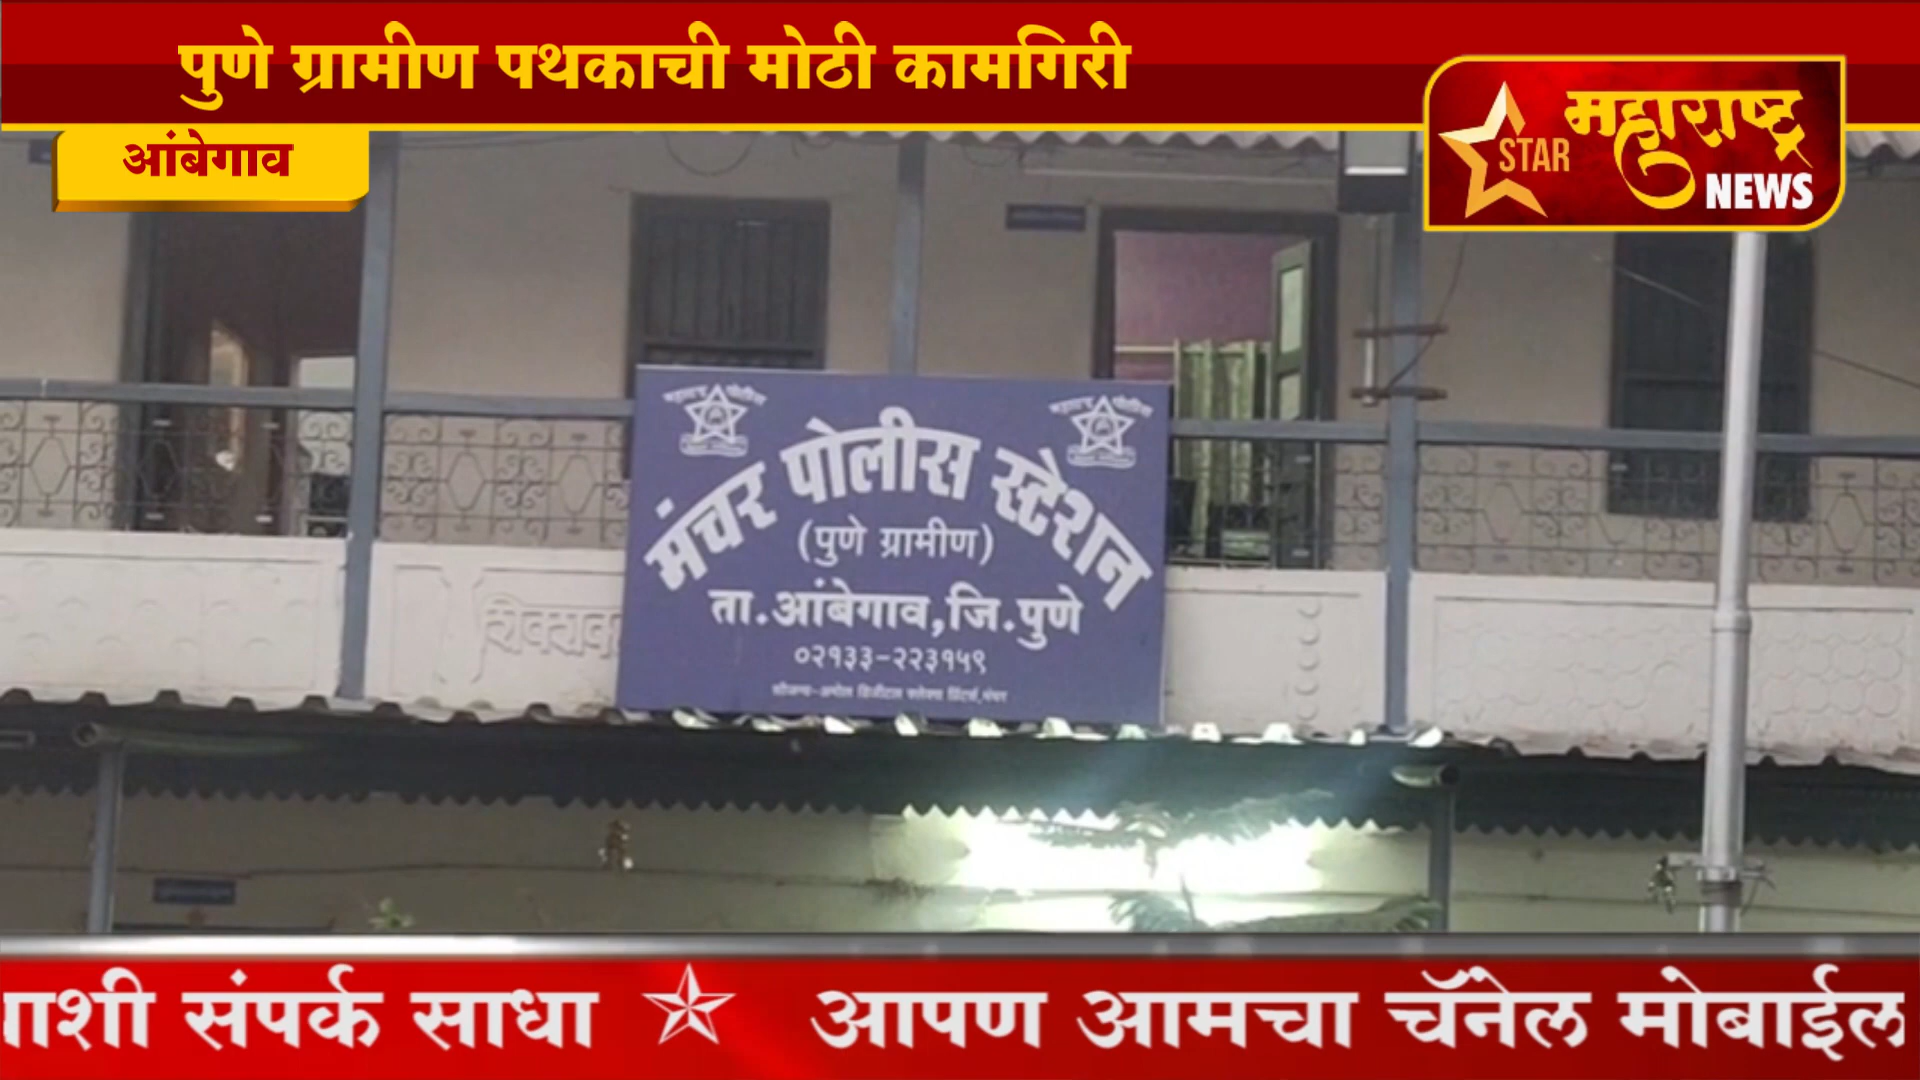 पुणे ग्रामीण पथकाची मोठी कामगिरी
आंबेगाव
STAR महाराष्ट्र
NEWS
मंचर पोलीस स्टेशन
(पुणे ग्रामीण)
ता.आंबेगाव,जि.पुणे
०२१३३-२२३१५९
ाशी संपर्क साधा आपण आमचा चॅनेल मोबाईल